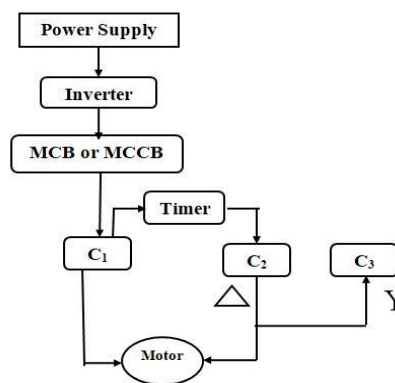 Power Supply
Inverter
MCB or MCCB
Timer
C₁
C₂
C₃
Y
Motor